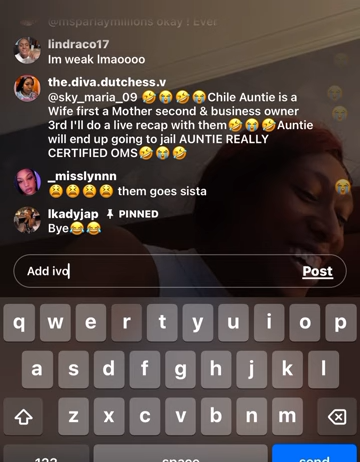 @msparlaymillions okay ! Ever
lindraco17
Im weak lmaoooo
the.diva.dutchess.v
@sky_maria_09 🤣😭🤣😭Chile Auntie is a
Wife first a Mother second & business owner
3rd I'll do a live recap with them🤣😭🤣Auntie
will end up going to jail AUNTIE REALLY
CERTIFIED OMS🤣😭🤣
_misslynnn
😩😩😩😩 them goes sista
lkadyjap PINNED
Bye😂😂
Add ivo Post
q w e r t y u i o p
a s d f g h j k l
z x c v b n m
123 space send